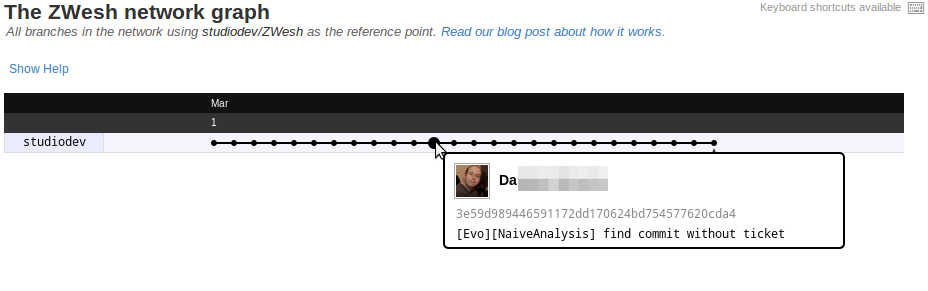 The ZWesh network graph
Keyboard shortcuts available
All branches in the network using studiodev/ZWesh as the reference point. Read our blog post about how it works.
Show Help
Mar
1
studiodev
Da
3e59d989446591172dd170624bd754577620cda4
[Evo][NaiveAnalysis] find commit without ticket